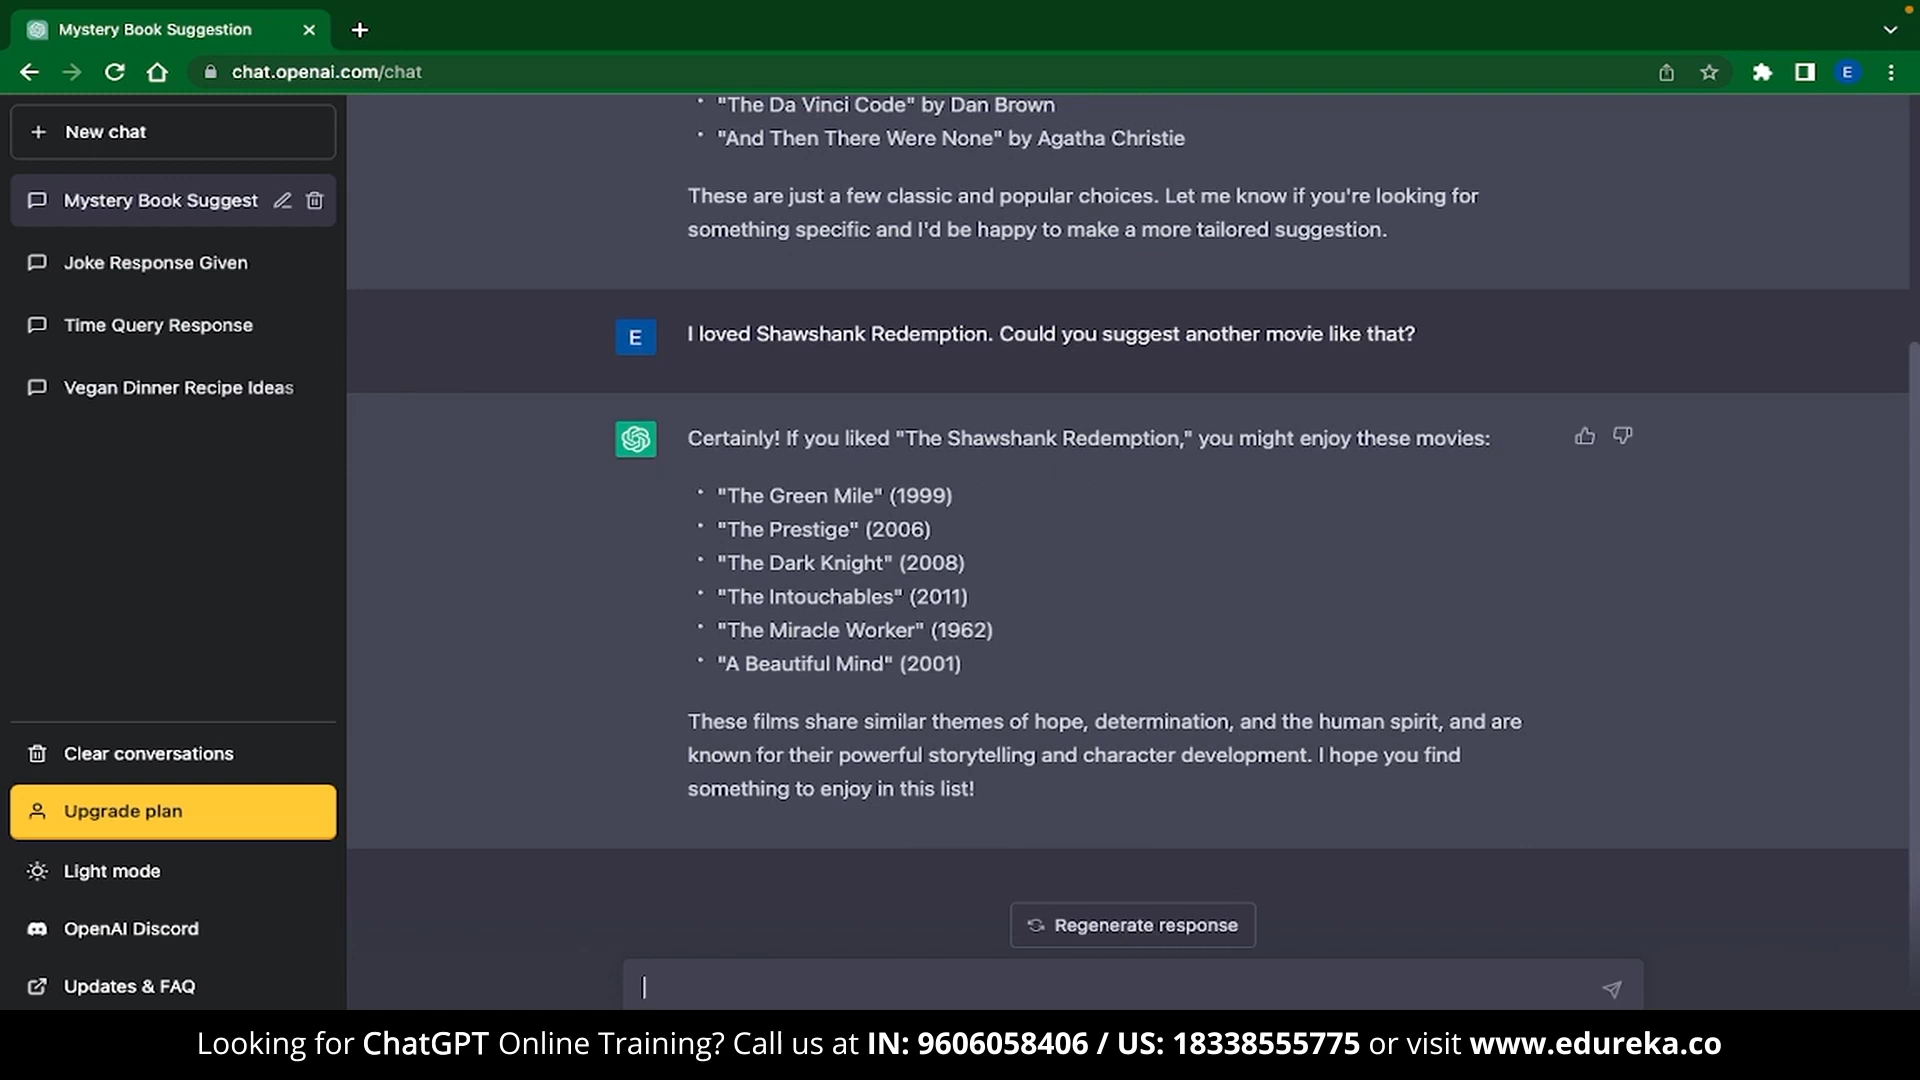 Mystery Book Suggestion
chat.openai.com/chat
E
New chat
Mystery Book Suggest
Joke Response Given
Time Query Response
Vegan Dinner Recipe Ideas
Clear conversations
Upgrade plan
Light mode
OpenAI Discord
Updates & FAQ
• "The Da Vinci Code" by Dan Brown
• "And Then There Were None" by Agatha Christie
These are just a few classic and popular choices. Let me know if you're looking for
something specific and I'd be happy to make a more tailored suggestion.
E
I loved Shawshank Redemption. Could you suggest another movie like that?
Certainly! If you liked "The Shawshank Redemption," you might enjoy these movies:
• "The Green Mile" (1999)
• "The Prestige" (2006)
• "The Dark Knight" (2008)
• "The Intouchables" (2011)
• "The Miracle Worker" (1962)
• "A Beautiful Mind" (2001)
These films share similar themes of hope, determination, and the human spirit, and are
known for their powerful storytelling and character development. I hope you find
something to enjoy in this list!
Regenerate response
Looking for ChatGPT Online Training? Call us at IN: 9606058406 / US: 18338555775 or visit www.edureka.co